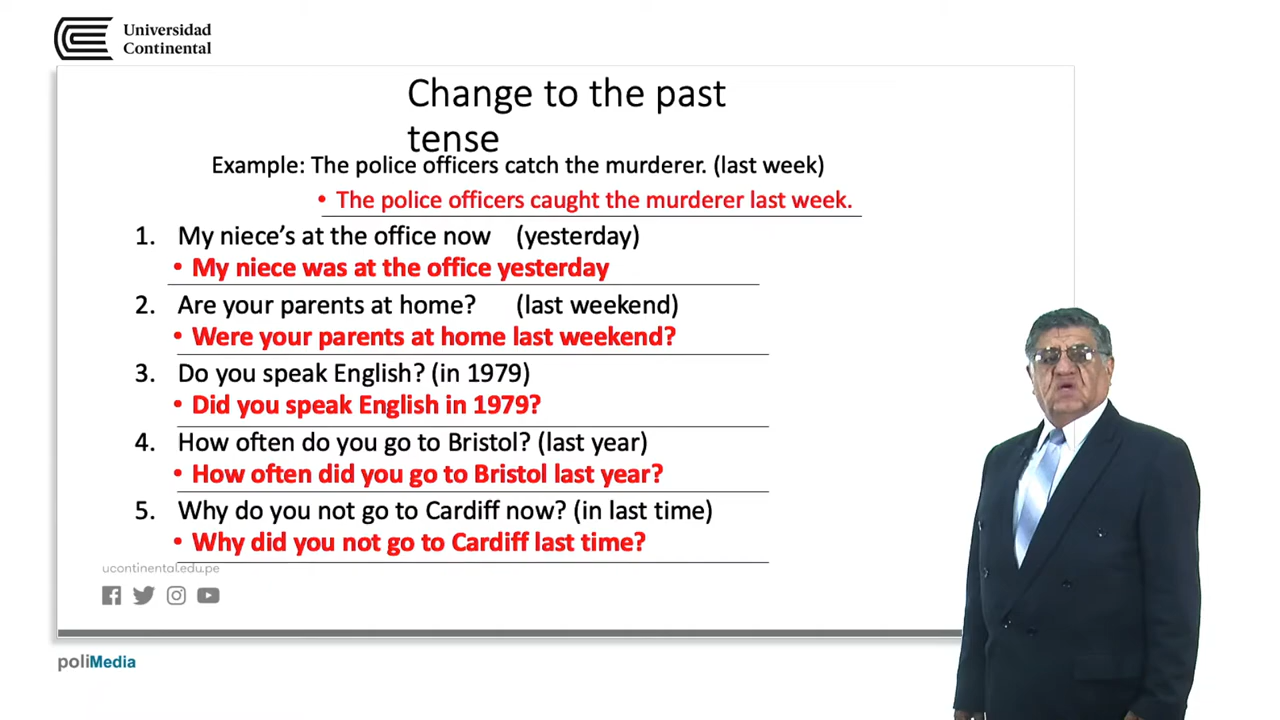 Universidad
Continental
Change to the past
tense
Example: The police officers catch the murderer. (last week)
• The police officers caught the murderer last week.
1. My niece’s at the office now (yesterday)
• My niece was at the office yesterday
2. Are your parents at home? (last weekend)
• Were your parents at home last weekend?
3. Do you speak English? (in 1979)
• Did you speak English in 1979?
4. How often do you go to Bristol? (last year)
• How often did you go to Bristol last year?
5. Why do you not go to Cardiff now? (in last time)
• Why did you not go to Cardiff last time?
ucontinental.edu.pe
poliMedia